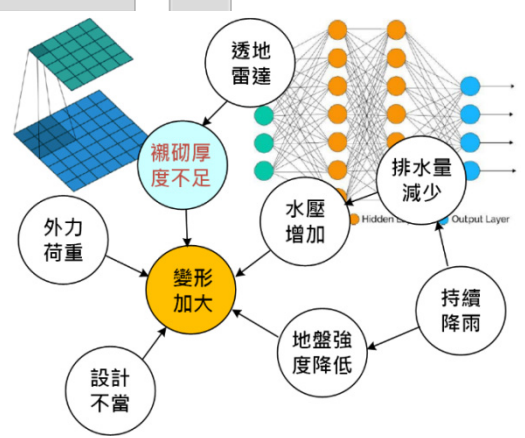 透地
雷達
襯砌厚
度不足
排水量
減少
水壓
增加
Hidden
Output Layer
外力
荷重
變形
加大
持續
降雨
地盤強
度降低
設計
不當